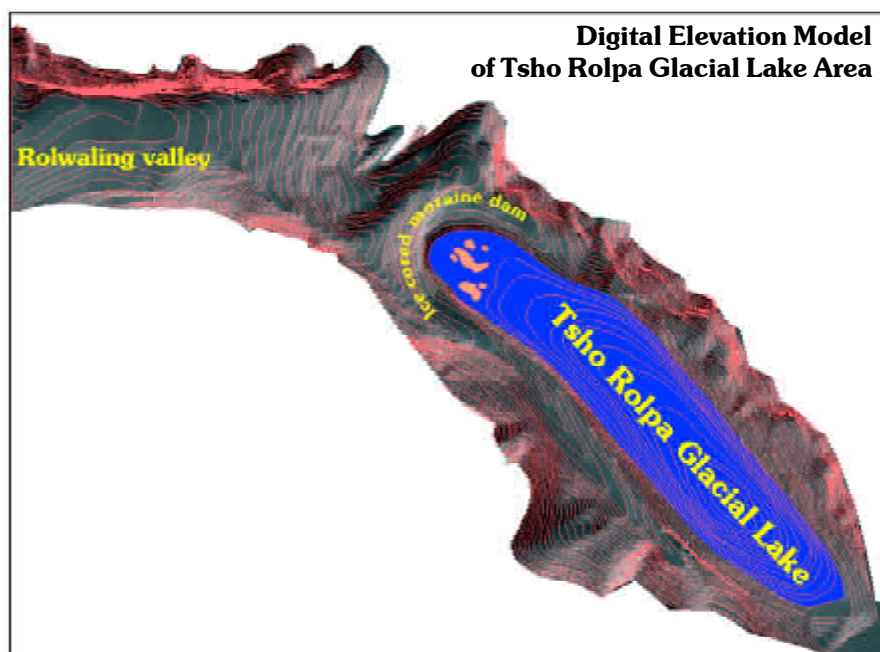 Digital Elevation Model
of Tsho Rolpa Glacial Lake Area
Rolwaling valley
Ice cored moraine dam
Tsho Rolpa Glacial Lake